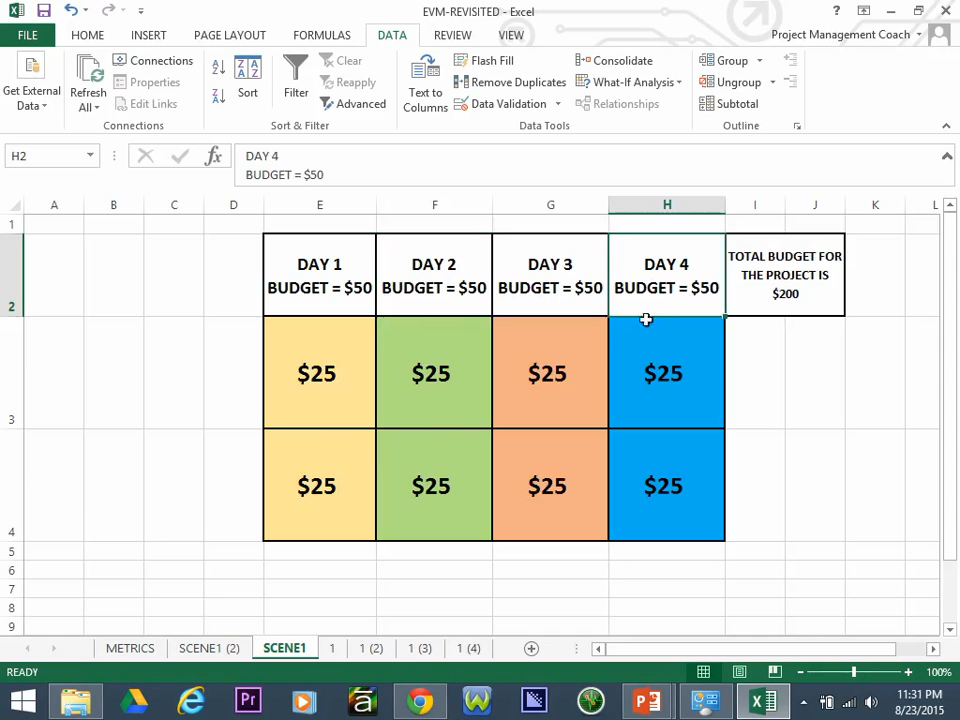 EVM-REVISITED - Excel
?
FILE
HOME
INSERT
PAGE LAYOUT
FORMULAS
DATA
REVIEW
VIEW
Project Management Coach
Get External
Data
Refresh
All
Connections
Properties
Edit Links
Connections
Sort
Filter
Clear
Reapply
Advanced
Sort & Filter
Text to
Columns
Flash Fill
Remove Duplicates
Data Validation
Consolidate
What-If Analysis
Relationships
Data Tools
Group
Ungroup
Subtotal
Outline
H2
fx
DAY 4
BUDGET = $50
A B C D E F G H I J K L
1
2
DAY 1
BUDGET = $50
DAY 2
BUDGET = $50
DAY 3
BUDGET = $50
DAY 4
BUDGET = $50
TOTAL BUDGET FOR
THE PROJECT IS
$200
3
$25 $25 $25 $25
4
$25 $25 $25 $25
5
6
7
8
9
METRICS
SCENE1 (2)
SCENE1
1
1 (2)
1 (3)
1 (4)
READY
100%
Pr
a
W
P
X
11:31 PM
8/23/2015